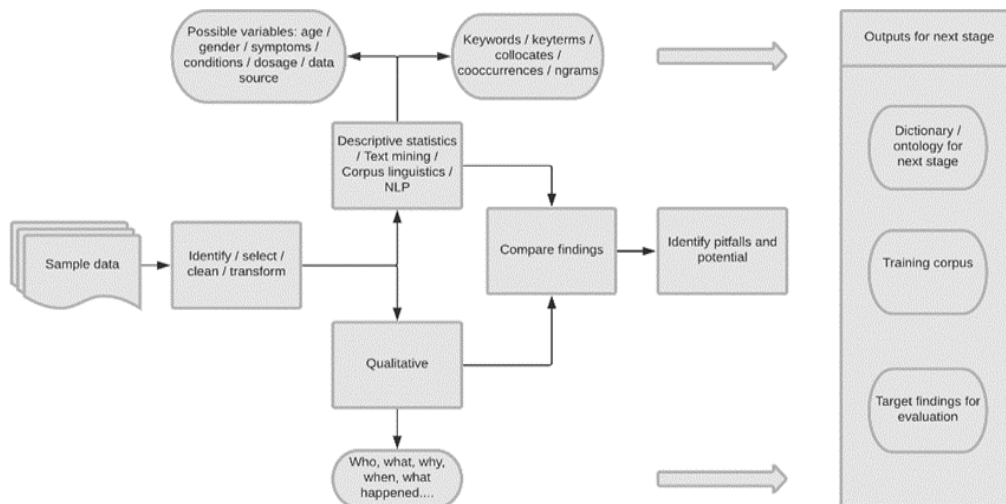 Possible variables: age /
gender / symptoms /
conditions / dosage / data
source
Keywords / keyterms /
collocates /
cooccurrences / ngrams
Outputs for next stage
Descriptive statistics
/ Text mining /
Corpus linguistics /
NLP
Dictionary /
ontology for
next stage
Sample data
Identify / select /
clean / transform
Compare findings
Identify pitfalls and
potential
Training corpus
Qualitative
Target findings for
evaluation
Who, what, why,
when, what
happened....